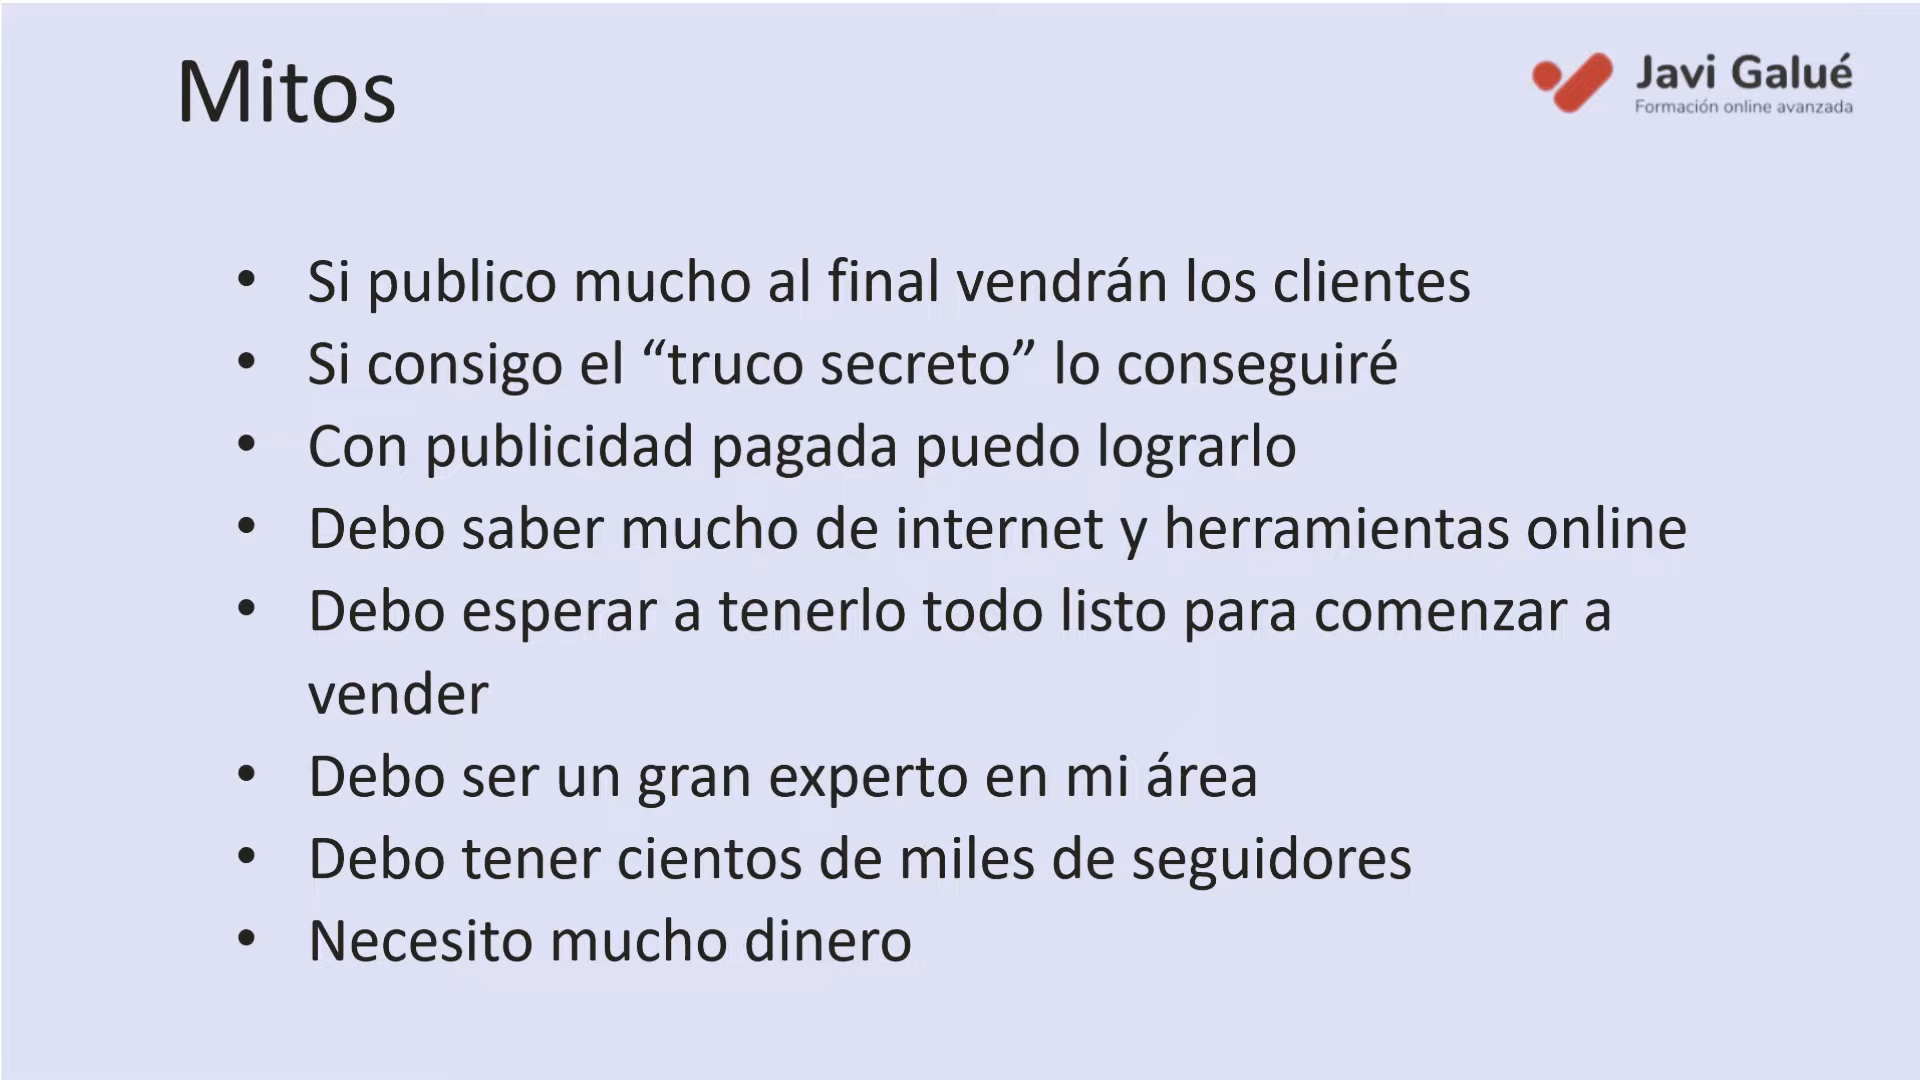 Mitos
Javi Galué
Formación online avanzada
• Si publico mucho al final vendrán los clientes
• Si consigo el “truco secreto” lo conseguiré
• Con publicidad pagada puedo lograrlo
• Debo saber mucho de internet y herramientas online
• Debo esperar a tenerlo todo listo para comenzar a
vender
• Debo ser un gran experto en mi área
• Debo tener cientos de miles de seguidores
• Necesito mucho dinero